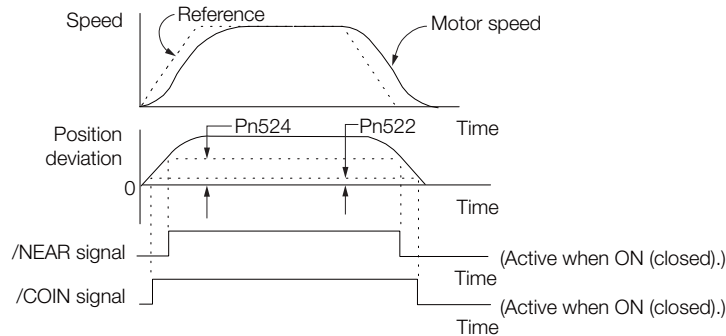 Speed
Reference
Motor speed
Time
Position
deviation
Pn524
Pn522
0
Time
/NEAR signal
(Active when ON (closed).)
Time
/COIN signal
(Active when ON (closed).)
Time